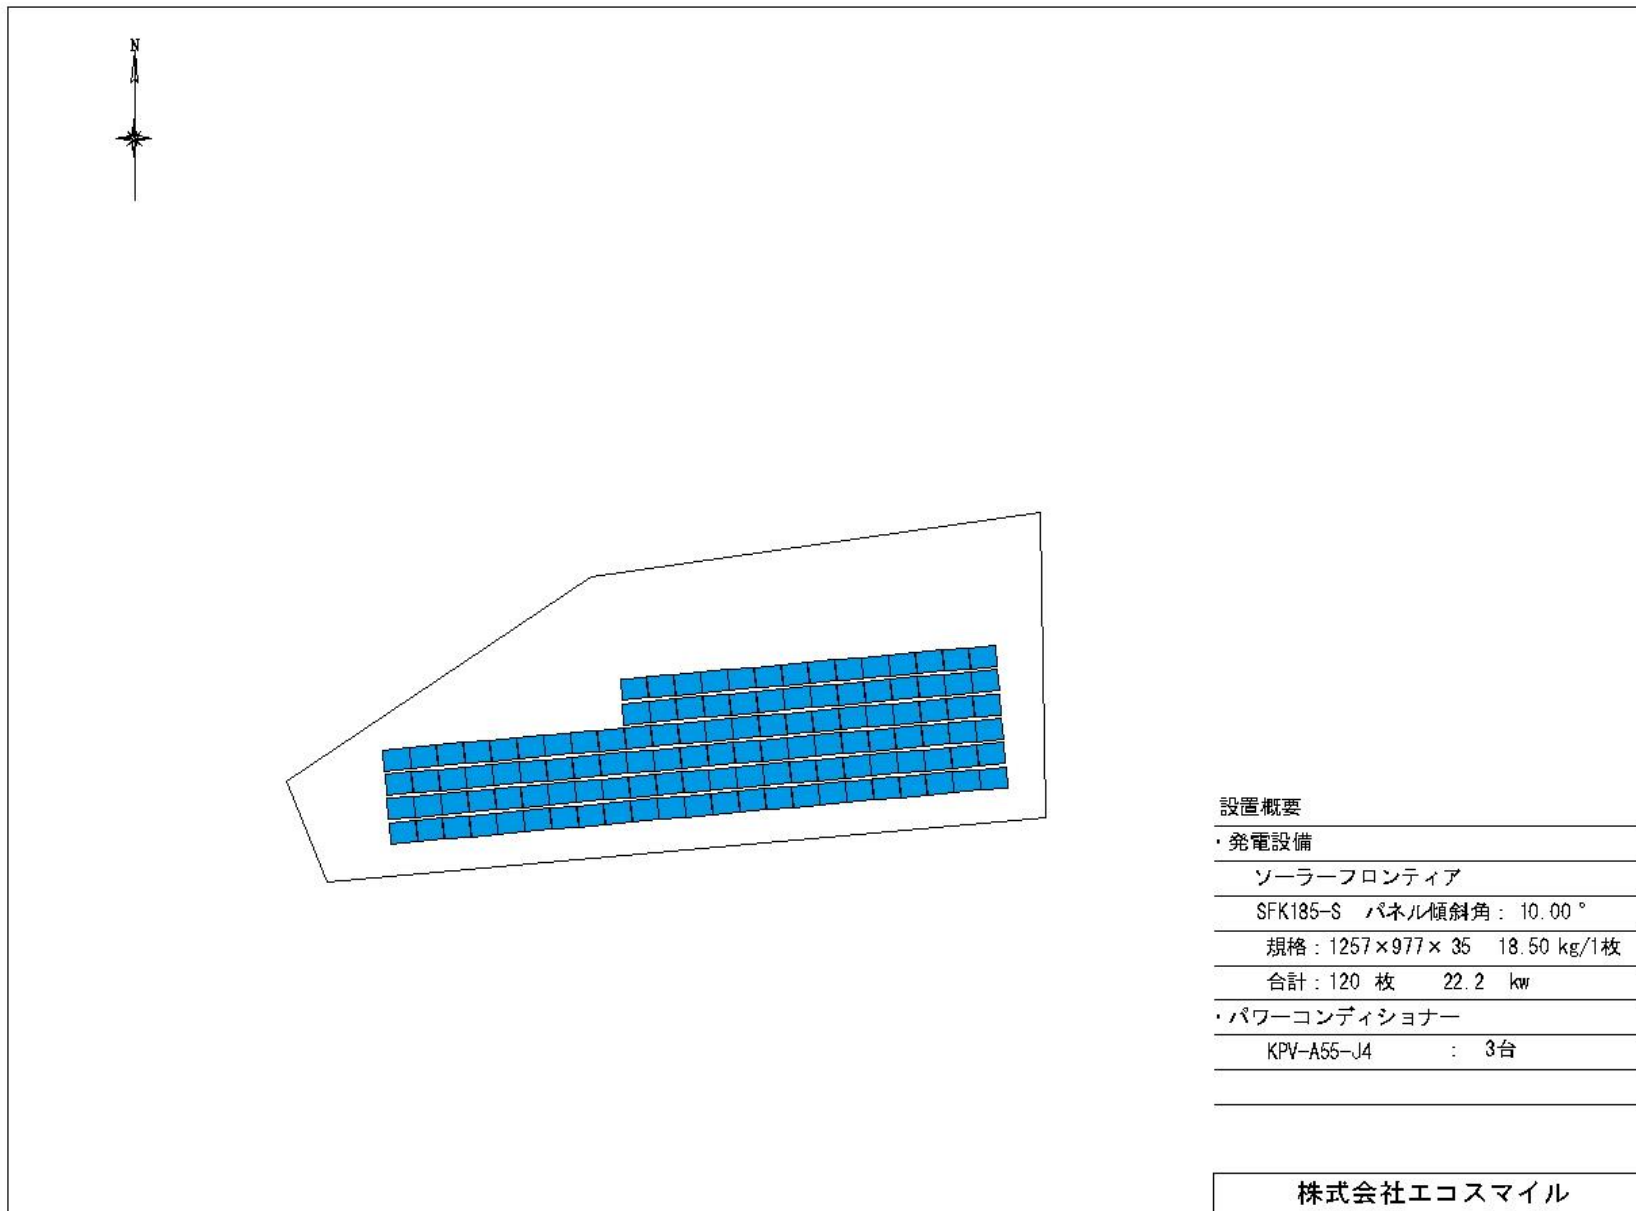 N
設置概要
・発電設備
ソーラーフロンティア
SFK185-S パネル傾斜角： 10.00°
規格：1257×977× 35 18.50 kg/1枚
合計：120 枚 22.2 kw
・パワーコンディショナー
KPV-A55-J4 ： 3台
株式会社エコスマイル